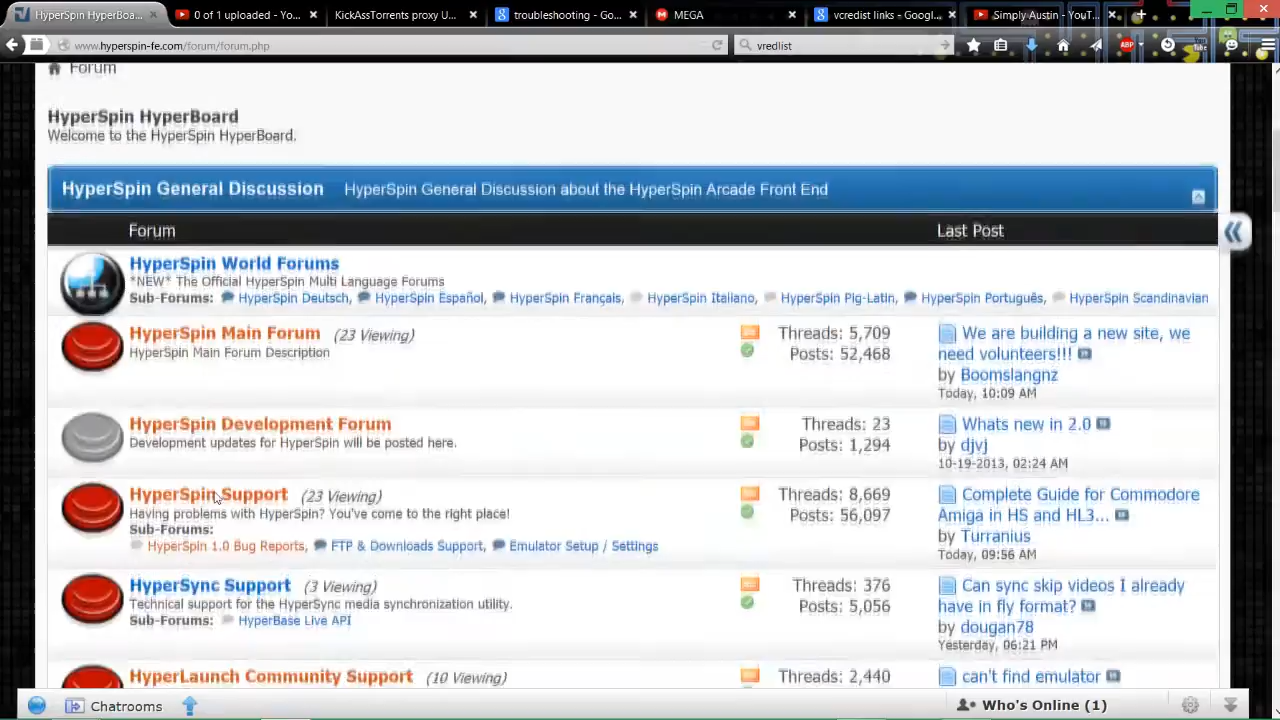 HyperSpin HyperBoard...
0 of 1 uploaded - Yo...
KickAssTorrents proxy U...
troubleshooting - Go...
MEGA
vcredist links - Googl...
Simply Austin - YouT...
www.hyperspin-fe.com/forum/forum.php
vredlist
ABP
Forum
HyperSpin HyperBoard
Welcome to the HyperSpin HyperBoard.
HyperSpin General Discussion HyperSpin General Discussion about the HyperSpin Arcade Front End
Forum Last Post
HyperSpin World Forums
*NEW* The Official HyperSpin Multi Language Forums
Sub-Forums: HyperSpin Deutsch, HyperSpin Español, HyperSpin Français, HyperSpin Italiano, HyperSpin Pig-Latin, HyperSpin Português, HyperSpin Scandinavian
HyperSpin Main Forum (23 Viewing)
HyperSpin Main Forum Description
Threads: 5,709
Posts: 52,468
We are building a new site, we
need volunteers!!!
by Boomslangnz
Today, 10:09 AM
HyperSpin Development Forum
Development updates for HyperSpin will be posted here.
Threads: 23
Posts: 1,294
Whats new in 2.0
by djvj
10-19-2013, 02:24 AM
HyperSpin Support (23 Viewing)
Having problems with HyperSpin? You've come to the right place!
Sub-Forums:
HyperSpin 1.0 Bug Reports, FTP & Downloads Support, Emulator Setup / Settings
Threads: 8,669
Posts: 56,097
Complete Guide for Commodore
Amiga in HS and HL3...
by Turranius
Today, 09:56 AM
HyperSync Support (3 Viewing)
Technical support for the HyperSync media synchronization utility.
Sub-Forums: HyperBase Live API
Threads: 376
Posts: 5,056
Can sync skip videos I already
have in fly format?
by dougan78
Yesterday, 06:21 PM
HyperLaunch Community Support (10 Viewing)
Threads: 2,440
can't find emulator
Chatrooms
Who's Online (1)